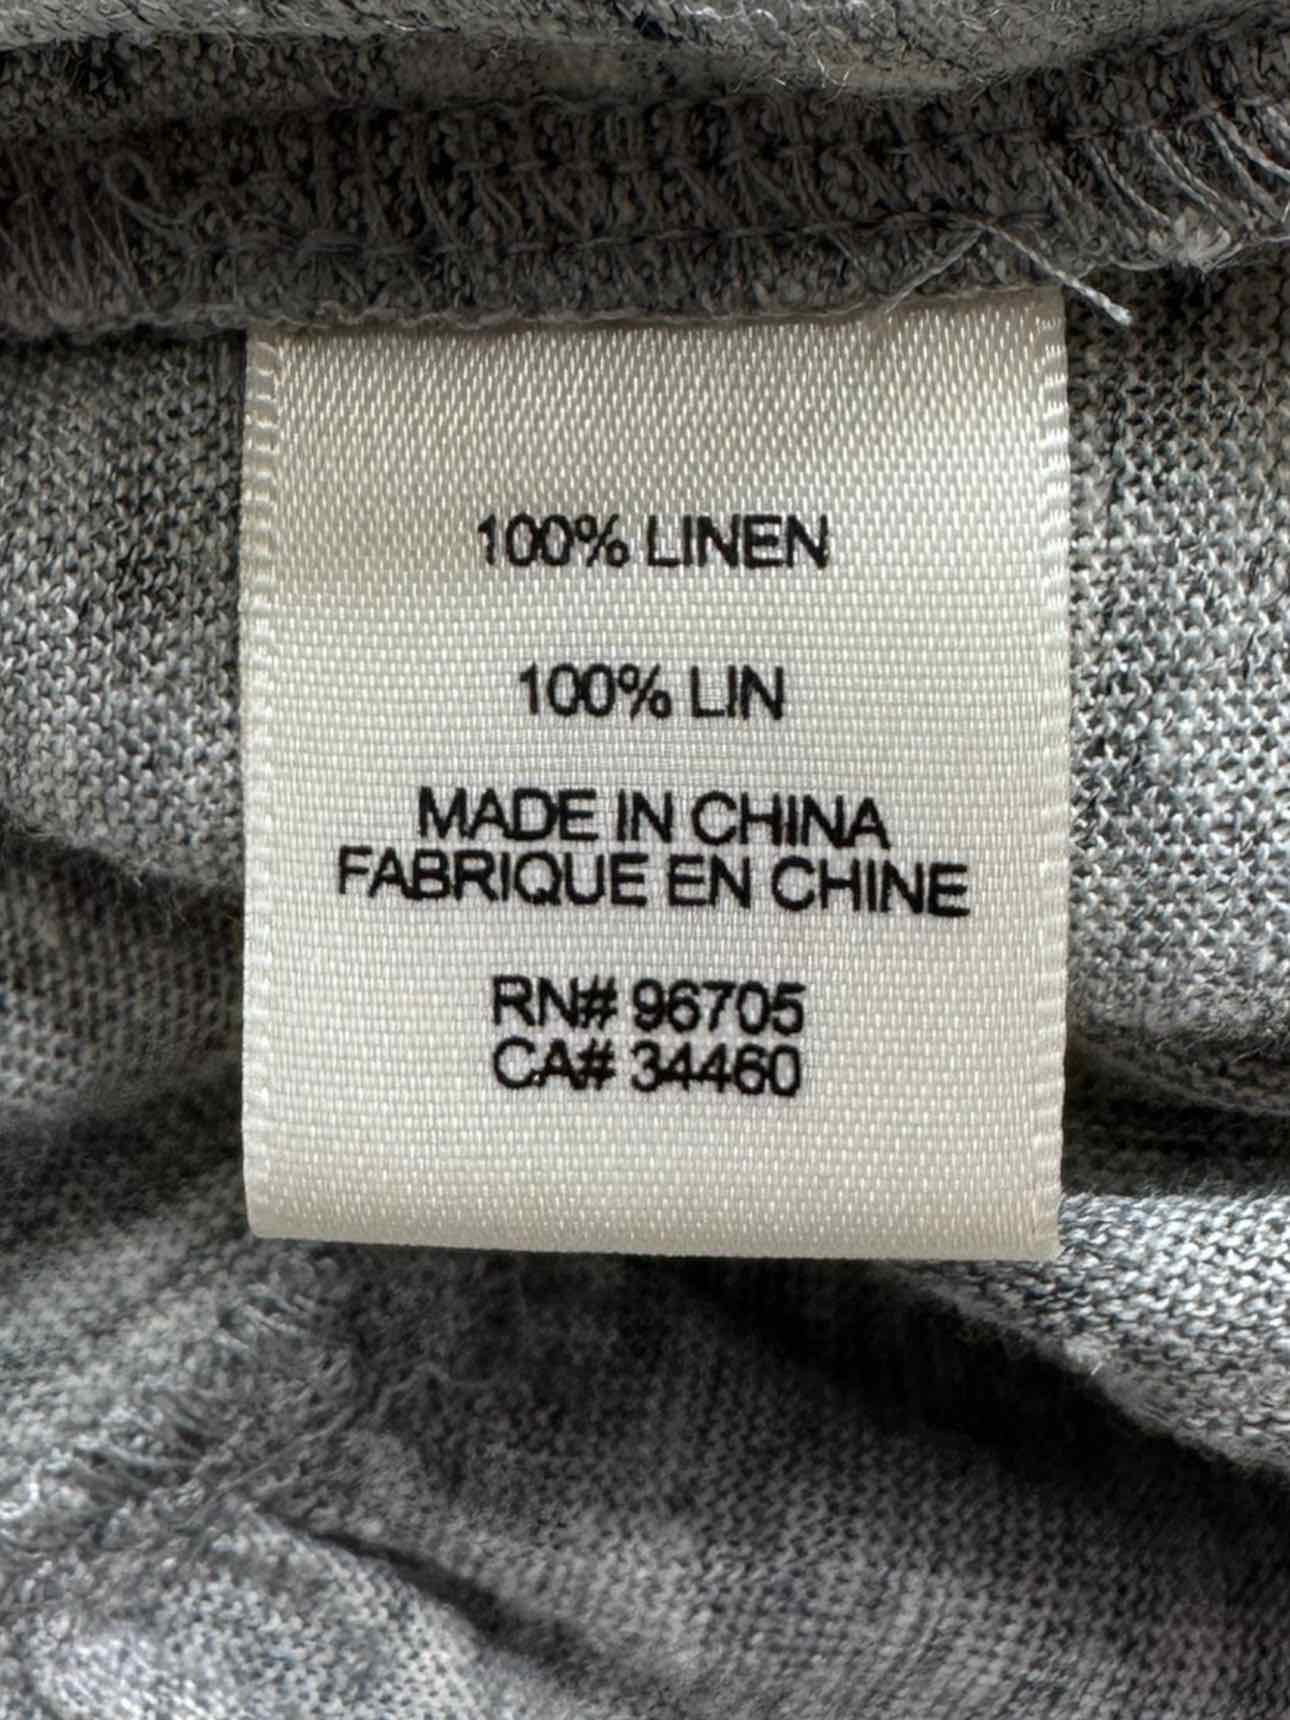 100% LINEN
100% LIN
MADE IN CHINA
FABRIQUE EN CHINE
RN# 96705
CA# 34460